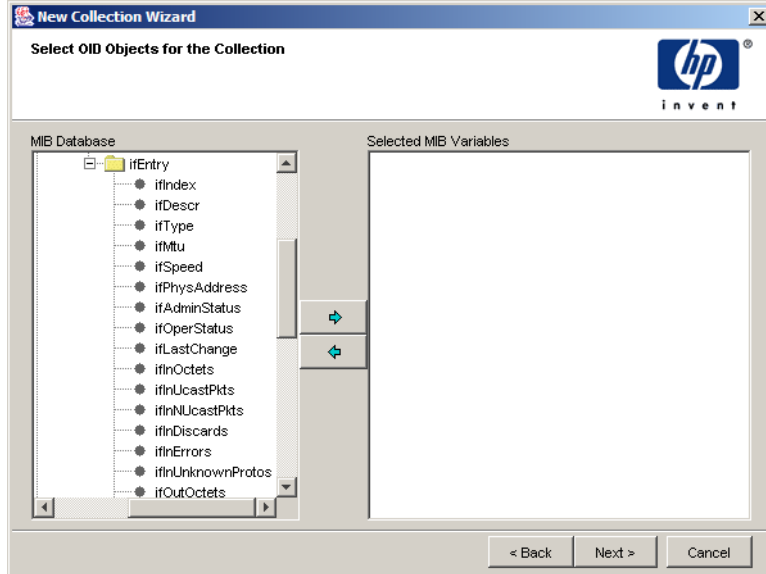 New Collection Wizard
Select OID Objects for the Collection
hp
®
invent
MIB Database
Selected MIB Variables
ifEntry
ifIndex
ifDescr
ifType
ifMtu
ifSpeed
ifPhysAddress
ifAdminStatus
ifOperStatus
ifLastChange
ifInOctets
ifInUcastPkts
ifInNUcastPkts
ifInDiscards
ifInErrors
ifInUnknownProtos
ifOutOctets
< Back
Next >
Cancel